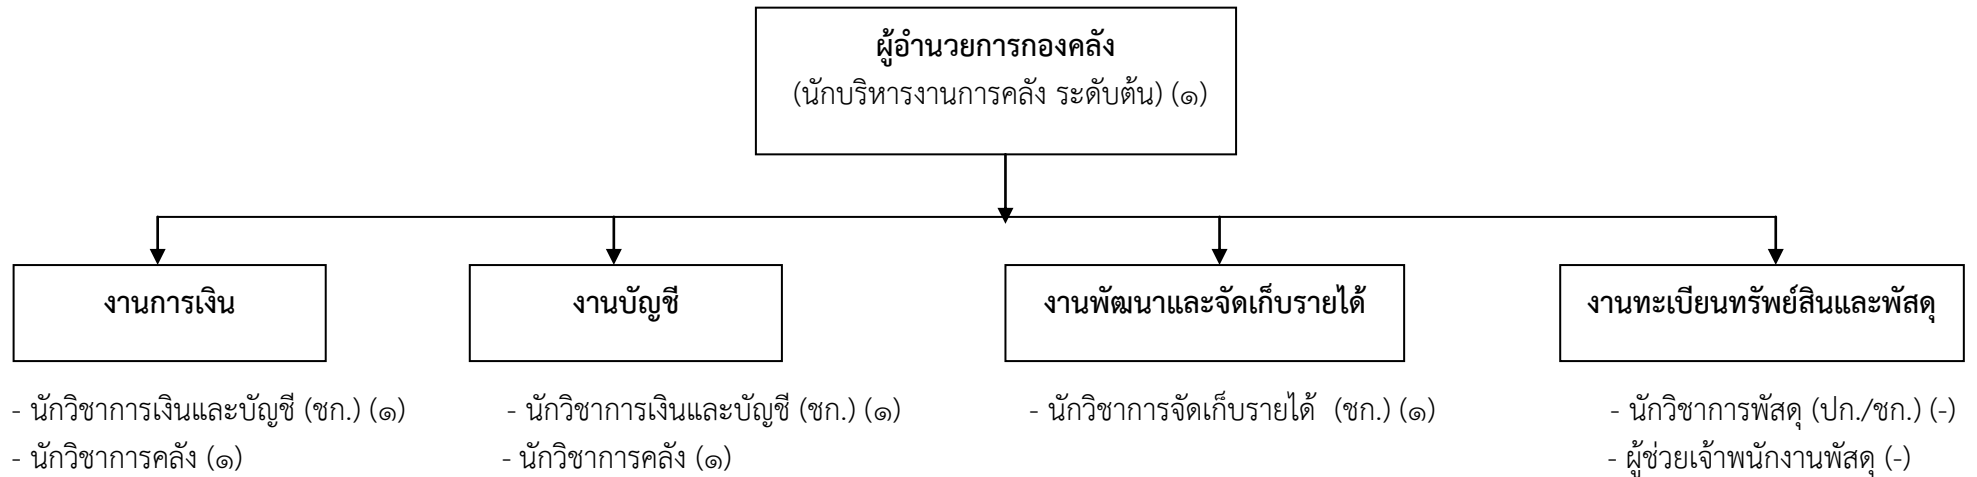 ผู้อำนวยการกองคลัง
(นักบริหารงานการคลัง ระดับต้น) (๑)
งานการเงิน
งานบัญชี
งานพัฒนาและจัดเก็บรายได้
งานทะเบียนทรัพย์สินและพัสดุ
- นักวิชาการเงินและบัญชี (ชก.) (๑)
- นักวิชาการคลัง (๑)
- นักวิชาการเงินและบัญชี (ชก.) (๑)
- นักวิชาการคลัง (๑)
- นักวิชาการจัดเก็บรายได้ (ชก.) (๑)
- นักวิชาการพัสดุ (ปก./ชก.) (-)
- ผู้ช่วยเจ้าพนักงานพัสดุ (-)